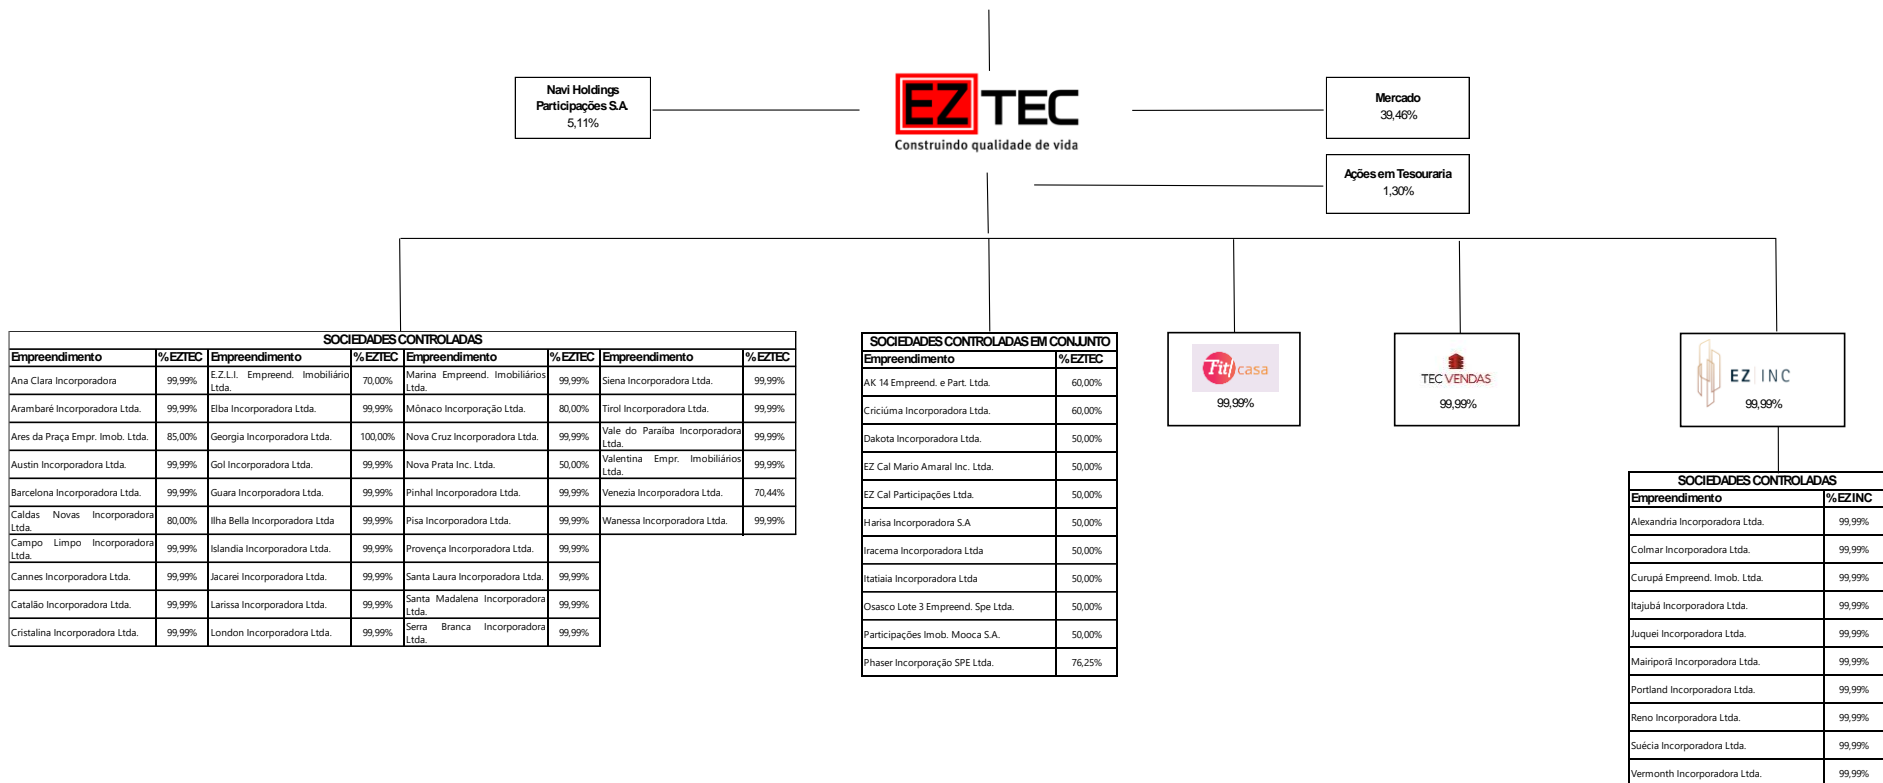 Navi Holdings
Participações S.A.
5,11%
EZ TEC
Construindo qualidade de vida
Mercado
39,46%
Ações em Tesouraria
1,30%
SOCIEDADES CONTROLADAS
Empreendimento %EZTEC Empreendimento %EZTEC Empreendimento %EZTEC Empreendimento %EZTEC
Ana Clara Incorporadora 99,99% E.Z.L.I. Empreend. Imobiliário Ltda. 70,00% Marina Empreend. Imobiliários Ltda. 99,99% Siena Incorporadora Ltda. 99,99%
Arambaré Incorporadora Ltda. 99,99% Elba Incorporadora Ltda. 99,99% Mônaco Incorporação Ltda. 80,00% Tirol Incorporadora Ltda. 99,99%
Ares da Praça Empr. Imob. Ltda. 85,00% Georgia Incorporadora Ltda. 100,00% Nova Cruz Incorporadora Ltda. 99,99% Vale do Paraíba Incorporadora Ltda. 99,99%
Austin Incorporadora Ltda. 99,99% Gol Incorporadora Ltda. 99,99% Nova Prata Inc. Ltda. 50,00% Valentina Empr. Imobiliários Ltda. 99,99%
Barcelona Incorporadora Ltda. 99,99% Guara Incorporadora Ltda. 99,99% Pinhal Incorporadora Ltda. 99,99% Venezia Incorporadora Ltda. 70,44%
Caldas Novas Incorporadora Ltda. 80,00% Ilha Bella Incorporadora Ltda 99,99% Pisa Incorporadora Ltda. 99,99% Wanessa Incorporadora Ltda. 99,99%
Campo Limpo Incorporadora Ltda. 99,99% Islandia Incorporadora Ltda. 99,99% Provença Incorporadora Ltda. 99,99%
Cannes Incorporadora Ltda. 99,99% Jacarei Incorporadora Ltda. 99,99% Santa Laura Incorporadora Ltda. 99,99%
Catalão Incorporadora Ltda. 99,99% Larissa Incorporadora Ltda. 99,99% Santa Madalena Incorporadora Ltda. 99,99%
Cristalina Incorporadora Ltda. 99,99% London Incorporadora Ltda. 99,99% Serra Branca Incorporadora Ltda. 99,99%
SOCIEDADES CONTROLADAS EM CONJUNTO
Empreendimento %EZTEC
AK 14 Empreend. e Part. Ltda. 60,00%
Criciúma Incorporadora Ltda. 60,00%
Dakota Incorporadora Ltda. 50,00%
EZ Cal Mario Amaral Inc. Ltda. 50,00%
EZ Cal Participações Ltda. 50,00%
Harisa Incorporadora S.A 50,00%
Iracema Incorporadora Ltda 50,00%
Itatiaia Incorporadora Ltda 50,00%
Osasco Lote 3 Empreend. Spe Ltda. 50,00%
Participações Imob. Mooca S.A. 50,00%
Phaser Incorporação SPE Ltda. 76,25%
Fit casa
99,99%
TEC VENDAS
99,99%
EZ INC
99,99%
SOCIEDADES CONTROLADAS
Empreendimento %EZINC
Alexandria Incorporadora Ltda. 99,99%
Colmar Incorporadora Ltda. 99,99%
Curupá Empreend. Imob. Ltda. 99,99%
Itajubá Incorporadora Ltda. 99,99%
Juquei Incorporadora Ltda. 99,99%
Mairiporã Incorporadora Ltda. 99,99%
Portland Incorporadora Ltda. 99,99%
Reno Incorporadora Ltda. 99,99%
Suécia Incorporadora Ltda. 99,99%
Vermonth Incorporadora Ltda. 99,99%